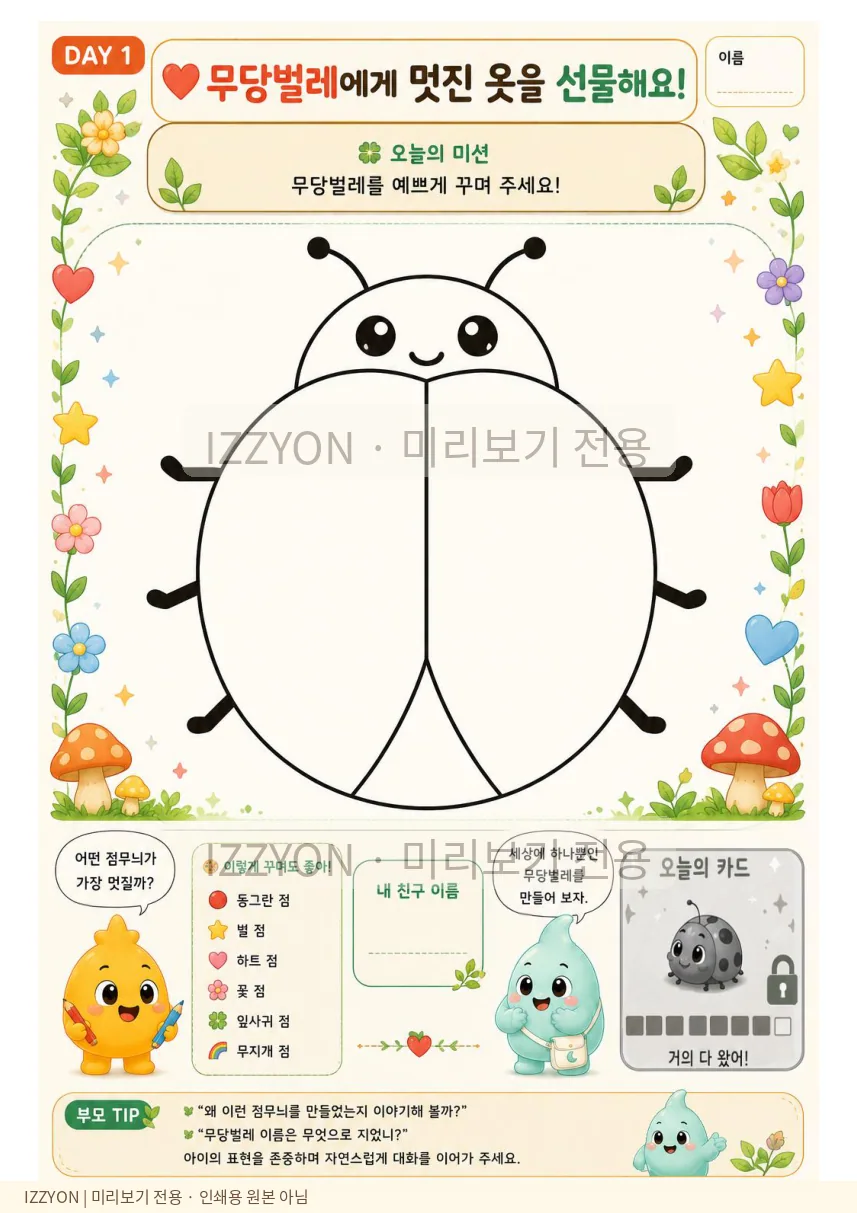 DAY 1
무당벌레에게 멋진 옷을 선물해요!
이름
오늘의 미션
무당벌레를 예쁘게 꾸며 주세요!
IZZYON · 미리보기 전용
어떤 점무늬가
가장 멋질까?
이렇게 꾸며도 좋아!
동그란 점
별 점
하트 점
꽃 점
잎사귀 점
무지개 점
내 친구 이름
IZZYON · 미리보기 전용
세상에 하나뿐인
무당벌레를
만들어 보자.
오늘의 카드
거의 다 왔어!
부모 TIP
“왜 이런 점무늬를 만들었는지 이야기해 볼까?”
“무당벌레 이름은 무엇으로 지었니?”
아이의 표현을 존중하며 자연스럽게 대화를 이어가 주세요.
IZZYON | 미리보기 전용 · 인쇄용 원본 아님